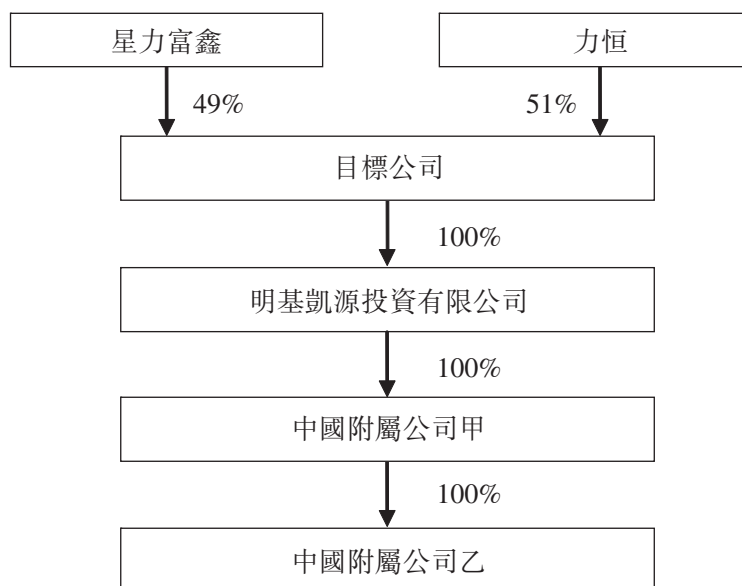 星力富鑫
力恒
49%
51%
目標公司
100%
明基凱源投資有限公司
100%
中國附屬公司甲
100%
中國附屬公司乙